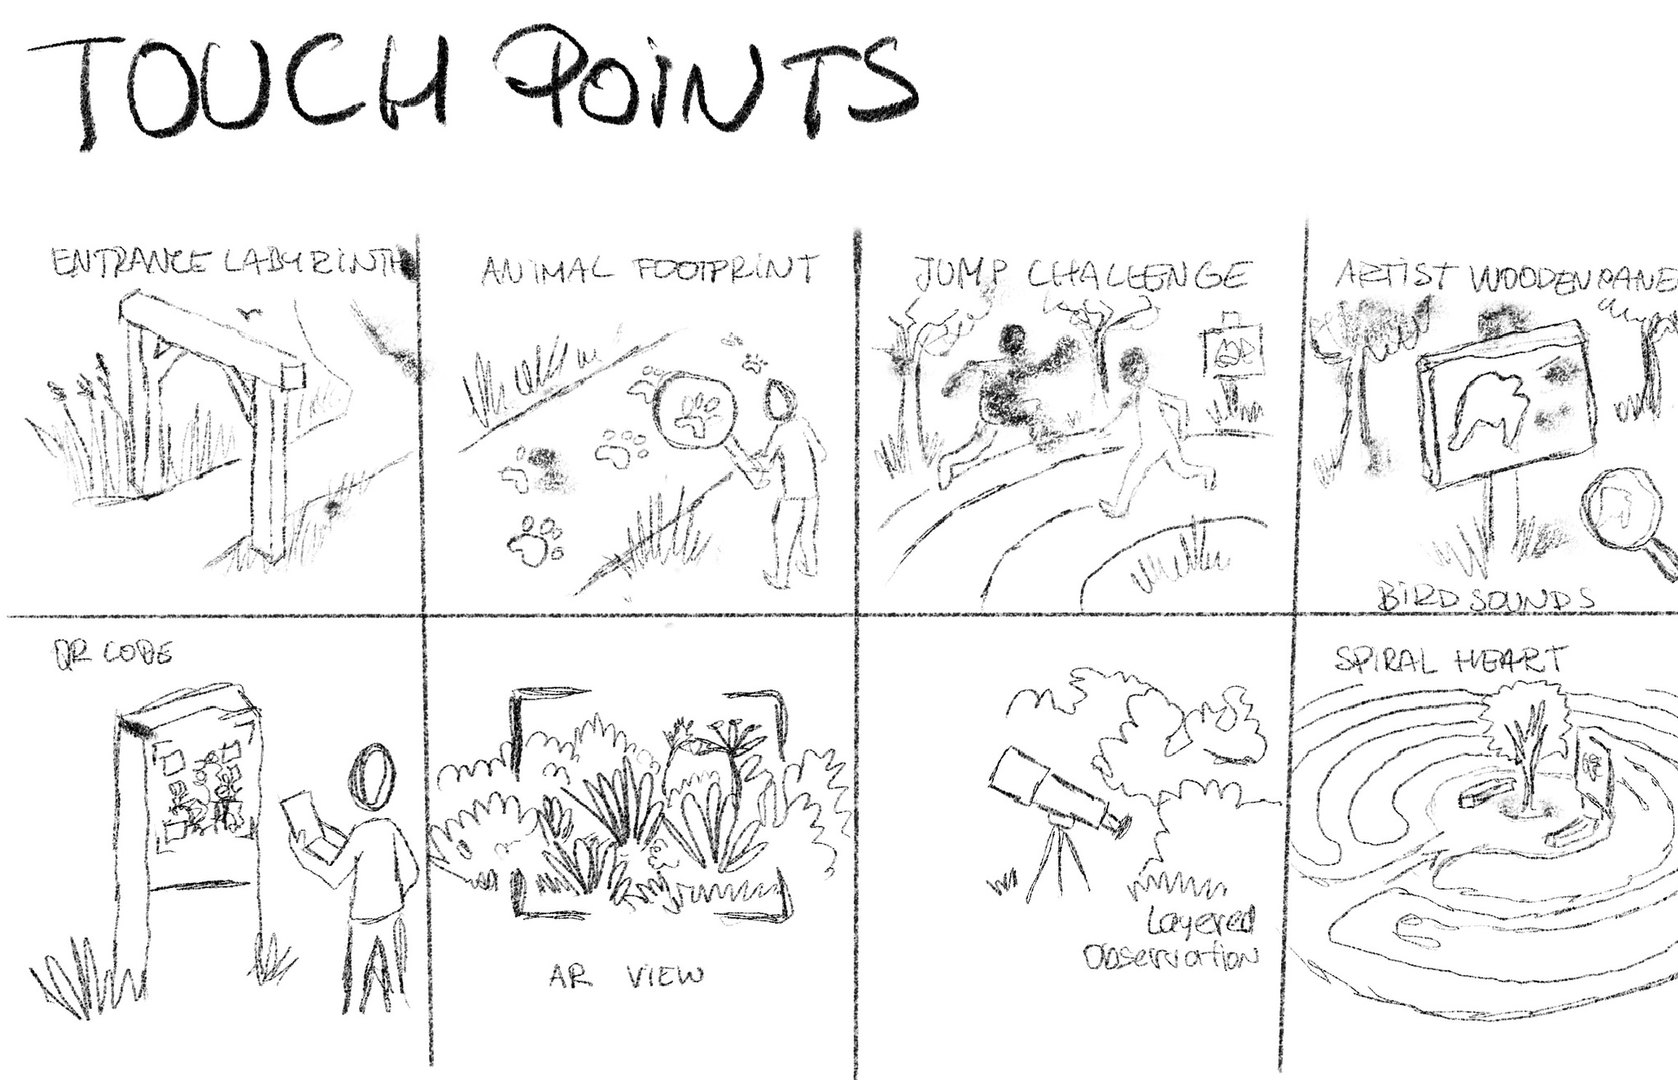 TOUCH POINTS
ENTRANCE LABYRINTH
ANIMAL FOOTPRINT
JUMP CHALLENGE
ARTIST WOODEN PANE
BIRD SOUNDS
QR CODE
AR VIEW
Layered
Observation
SPIRAL HEART